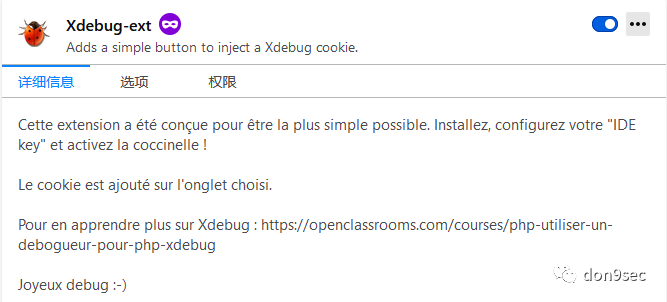 Xdebug-ext
Adds a simple button to inject a Xdebug cookie.
详细信息 选项 权限
Cette extension a été conçue pour être la plus simple possible. Installez, configurez votre "IDE
key" et activez la coccinelle !
Le cookie est ajouté sur l'onglet choisi.
Pour en apprendre plus sur Xdebug : https://openclassrooms.com/courses/php-utiliser-un-
debogueur-pour-php-xdebug
Joyeux debug :-)
don9sec